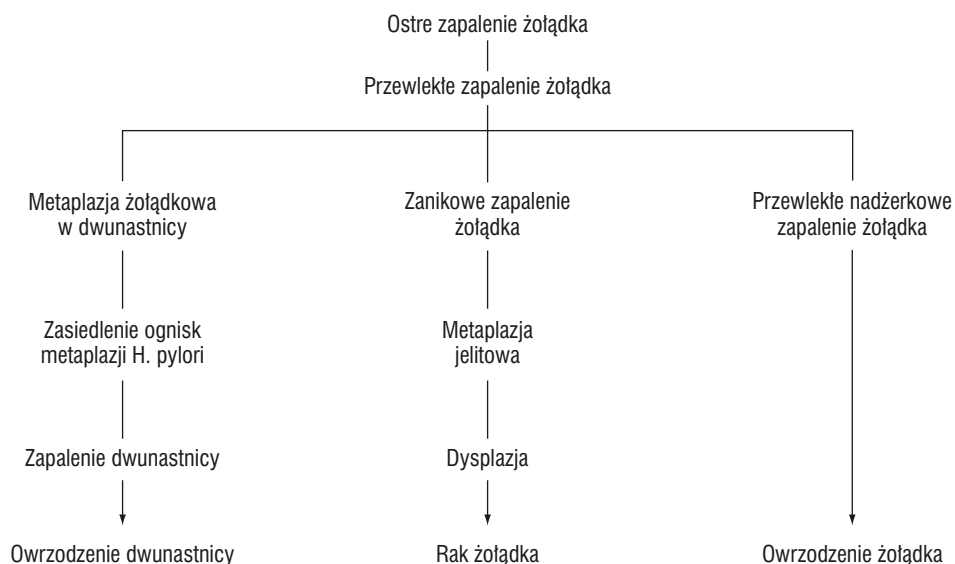 Ostre zapalenie żołądka
Przewlekłe zapalenie żołądka
Metaplazja żołądkowa
w dwunastnicy
Zanikowe zapalenie
żołądka
Przewlekłe nadżerkowe
zapalenie żołądka
Zasiedlenie ognisk
metaplazji H. pylori
Metaplazja
jelitowa
Zapalenie dwunastnicy
Dysplazja
Owrzodzenie dwunastnicy
Rak żołądka
Owrzodzenie żołądka